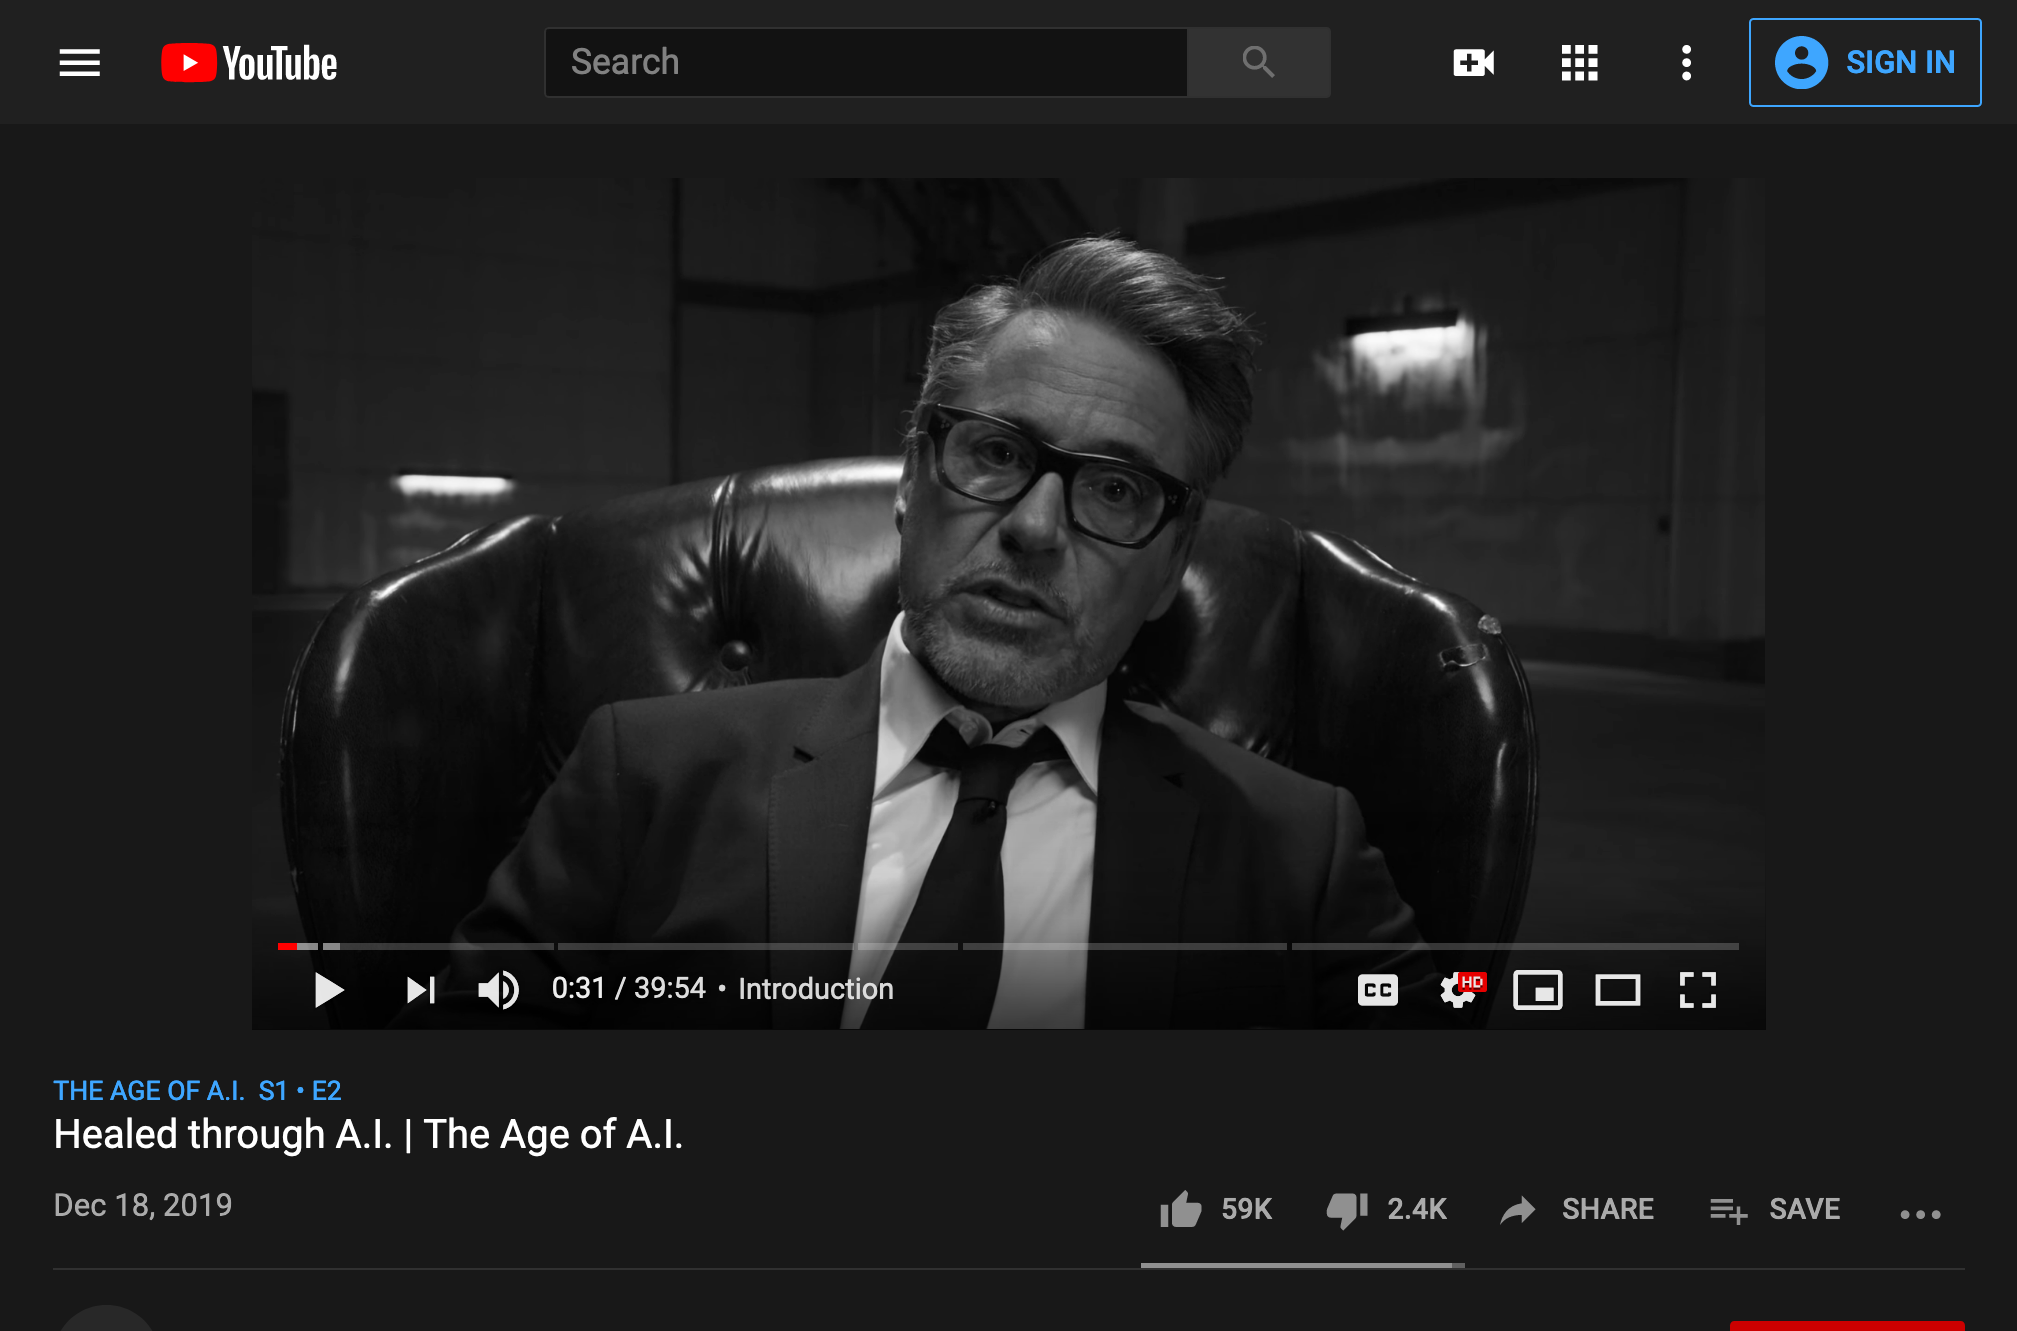 YouTube
Search
SIGN IN
0:31 / 39:54 • Introduction
CC
HD
THE AGE OF A.I. S1 • E2
Healed through A.I. | The Age of A.I.
Dec 18, 2019
59K
2.4K
SHARE
SAVE